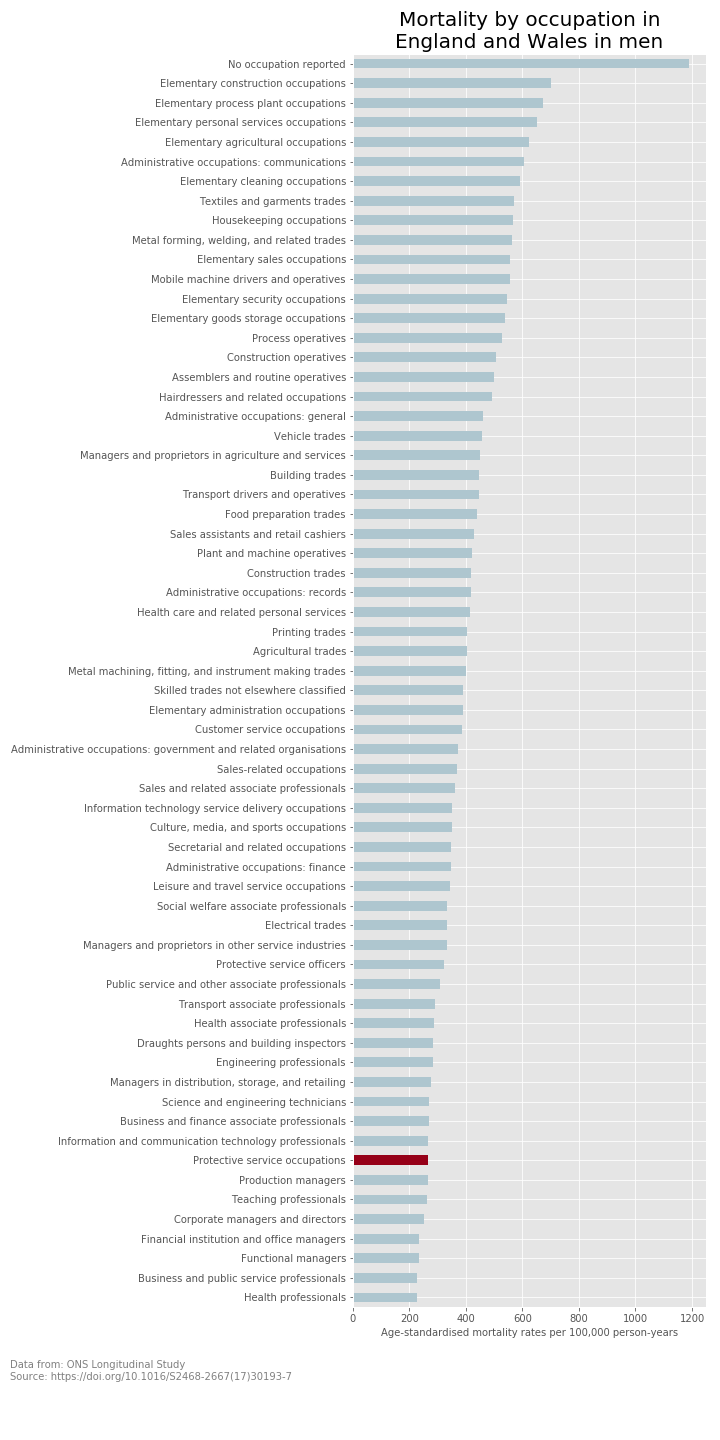 Mortality by occupation in
England and Wales in men
No occupation reported
Elementary construction occupations
Elementary process plant occupations
Elementary personal services occupations
Elementary agricultural occupations
Administrative occupations: communications
Elementary cleaning occupations
Textiles and garments trades
Housekeeping occupations
Metal forming, welding, and related trades
Elementary sales occupations
Mobile machine drivers and operatives
Elementary security occupations
Elementary goods storage occupations
Process operatives
Construction operatives
Assemblers and routine operatives
Hairdressers and related occupations
Administrative occupations: general
Vehicle trades
Managers and proprietors in agriculture and services
Building trades
Transport drivers and operatives
Food preparation trades
Sales assistants and retail cashiers
Plant and machine operatives
Construction trades
Administrative occupations: records
Health care and related personal services
Printing trades
Agricultural trades
Metal machining, fitting, and instrument making trades
Skilled trades not elsewhere classified
Elementary administration occupations
Customer service occupations
Administrative occupations: government and related organisations
Sales-related occupations
Sales and related associate professionals
Information technology service delivery occupations
Culture, media, and sports occupations
Secretarial and related occupations
Administrative occupations: finance
Leisure and travel service occupations
Social welfare associate professionals
Electrical trades
Managers and proprietors in other service industries
Protective service officers
Public service and other associate professionals
Transport associate professionals
Health associate professionals
Draughts persons and building inspectors
Engineering professionals
Managers in distribution, storage, and retailing
Science and engineering technicians
Business and finance associate professionals
Information and communication technology professionals
Protective service occupations
Production managers
Teaching professionals
Corporate managers and directors
Financial institution and office managers
Functional managers
Business and public service professionals
Health professionals
0 200 400 600 800 1000 1200
Age-standardised mortality rates per 100,000 person-years
Data from: ONS Longitudinal Study
Source: https://doi.org/10.1016/S2468-2667(17)30193-7